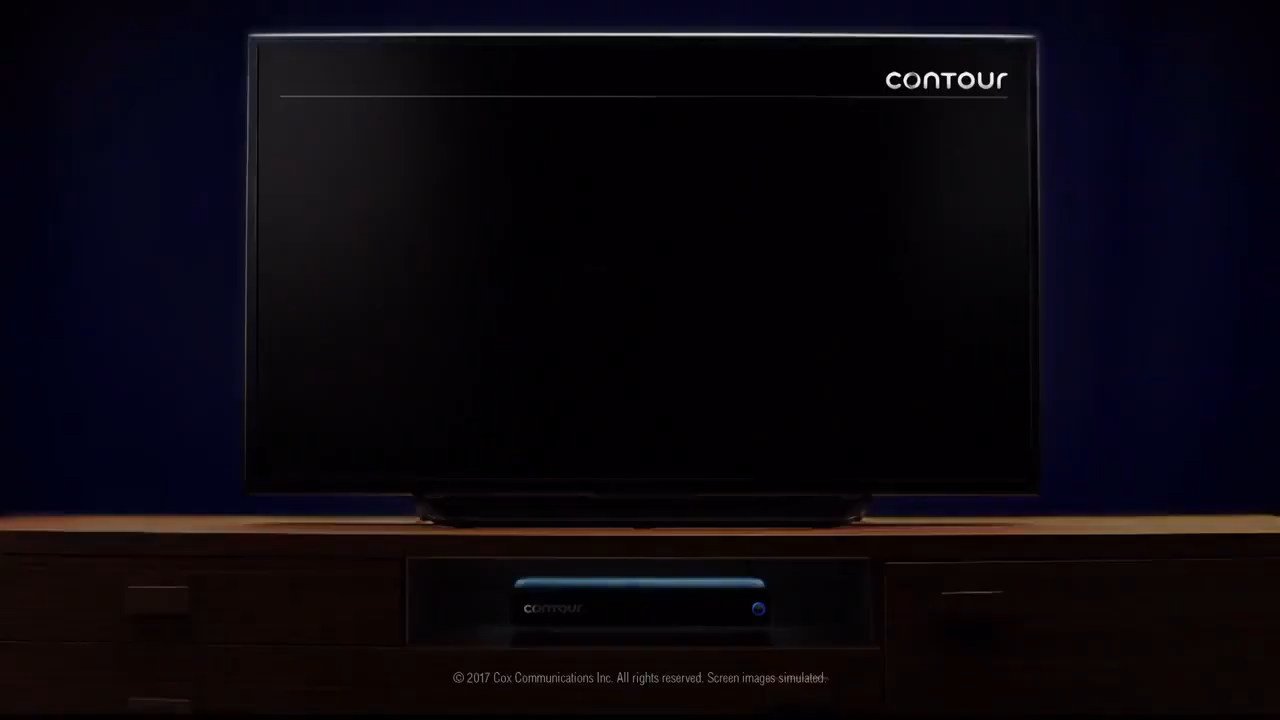 contour
contour
© 2017 Cox Communications Inc. All rights reserved. Screen images simulated.